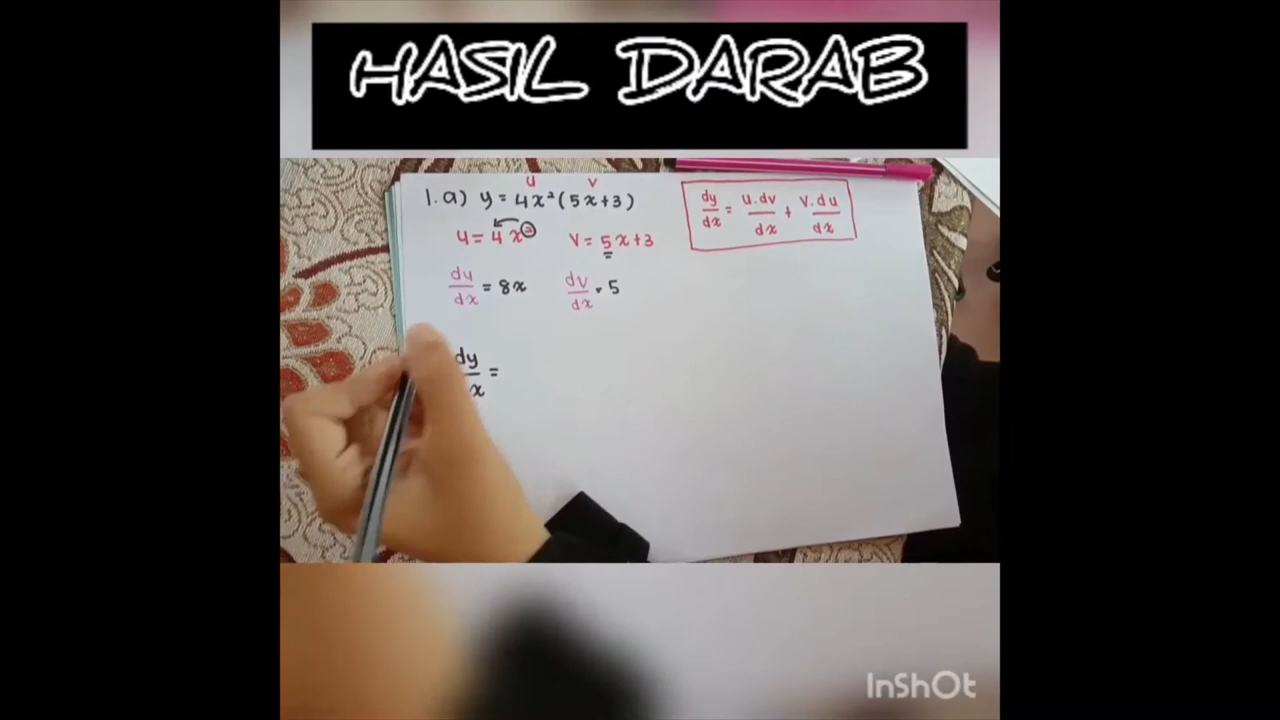 HASIL DARAB
u v
1. a) y = 4x²(5x+3)
dy/dx = u.dv/dx + v.du/dx
u = 4x²
v = 5x+3
du/dx = 8x
dv/dx = 5
dy/x =
InShOt